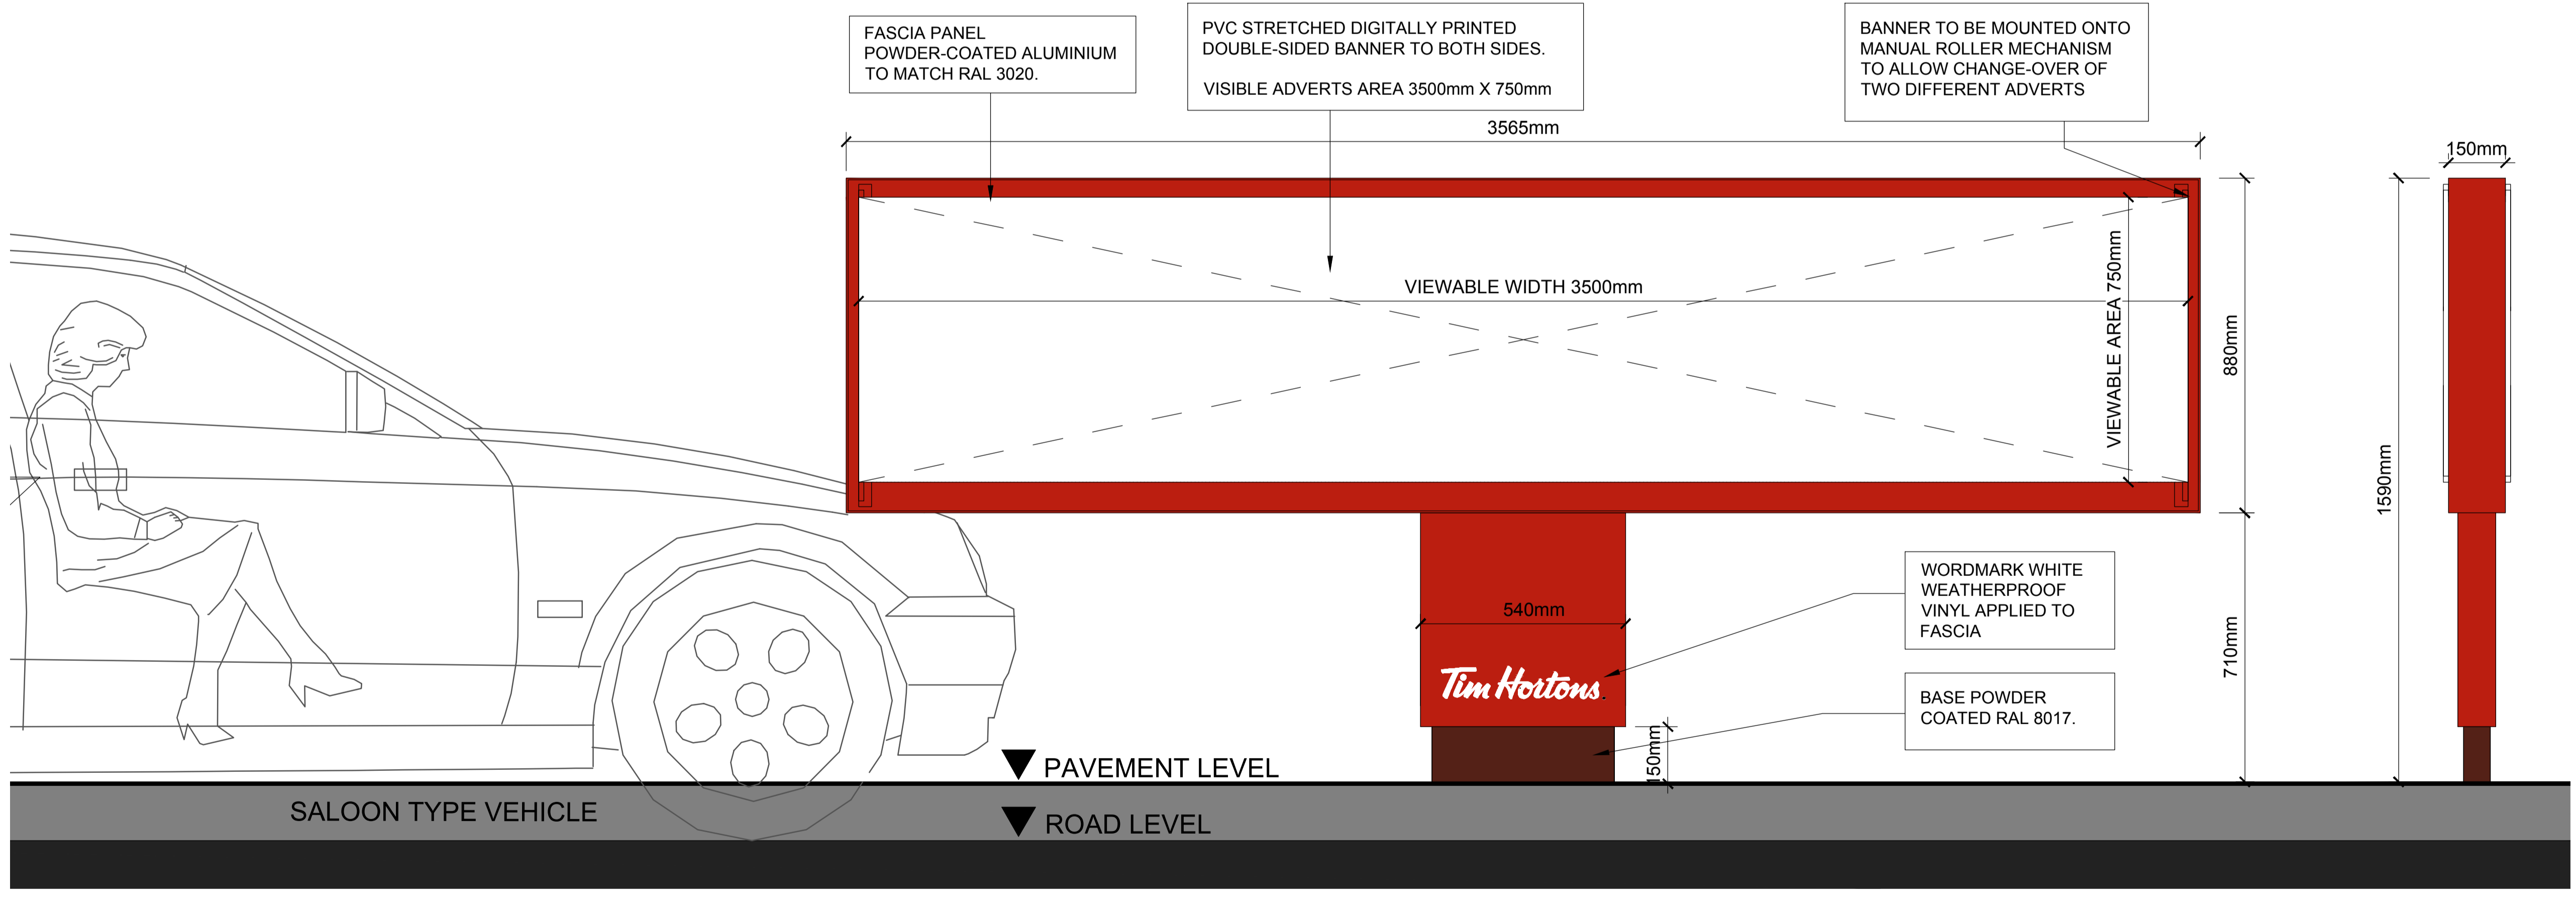 FASCIA PANEL
POWDER-COATED ALUMINIUM
TO MATCH RAL 3020.
PVC STRETCHED DIGITALLY PRINTED
DOUBLE-SIDED BANNER TO BOTH SIDES.
VISIBLE ADVERTS AREA 3500mm X 750mm
BANNER TO BE MOUNTED ONTO
MANUAL ROLLER MECHANISM
TO ALLOW CHANGE-OVER OF
TWO DIFFERENT ADVERTS
3565mm
150mm
VIEWABLE WIDTH 3500mm
VIEWABLE AREA 750mm
880mm
1590mm
WORDMARK WHITE
WEATHERPROOF
VINYL APPLIED TO
FASCIA
540mm
710mm
Tim Hortons.
BASE POWDER
COATED RAL 8017.
150mm
PAVEMENT LEVEL
SALOON TYPE VEHICLE
ROAD LEVEL